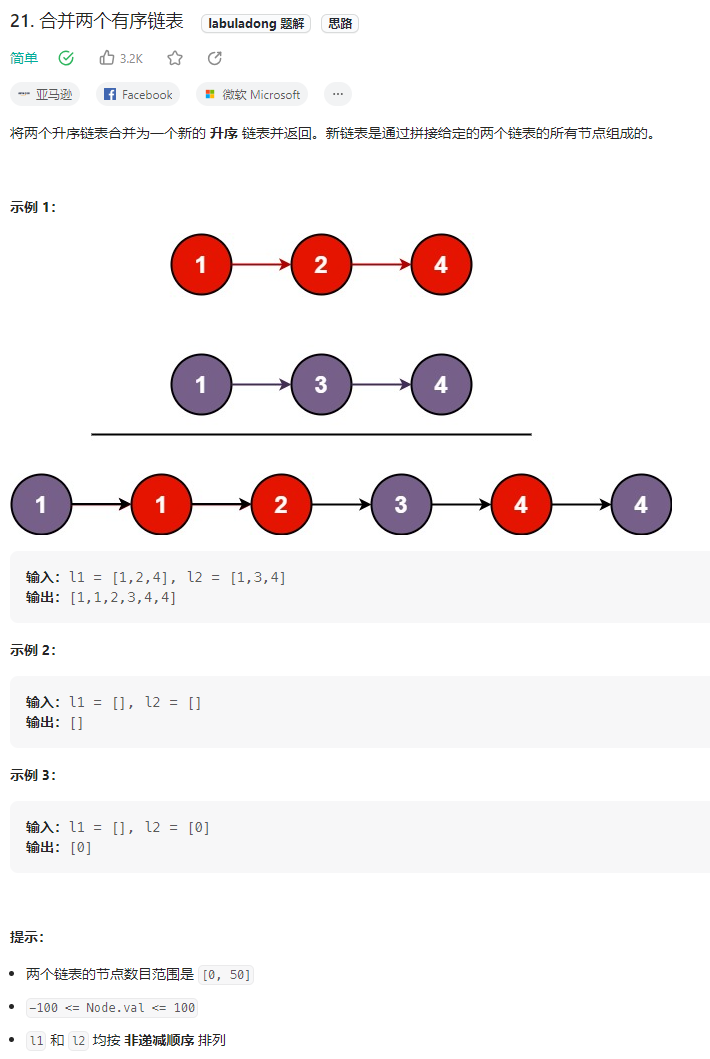 21. 合并两个有序链表 labuladong 题解 思路
简单 3.2K
亚马逊 Facebook 微软 Microsoft ···
将两个升序链表合并为一个新的 升序 链表并返回。新链表是通过拼接给定的两个链表的所有节点组成的。
示例 1:
1 2 4
1 3 4
1 1 2 3 4 4
输入: l1 = [1,2,4], l2 = [1,3,4]
输出: [1,1,2,3,4,4]
示例 2:
输入: l1 = [], l2 = []
输出: []
示例 3:
输入: l1 = [], l2 = [0]
输出: [0]
提示:
两个链表的节点数目范围是 [0, 50]
-100 <= Node.val <= 100
l1 和 l2 均按 非递减顺序 排列